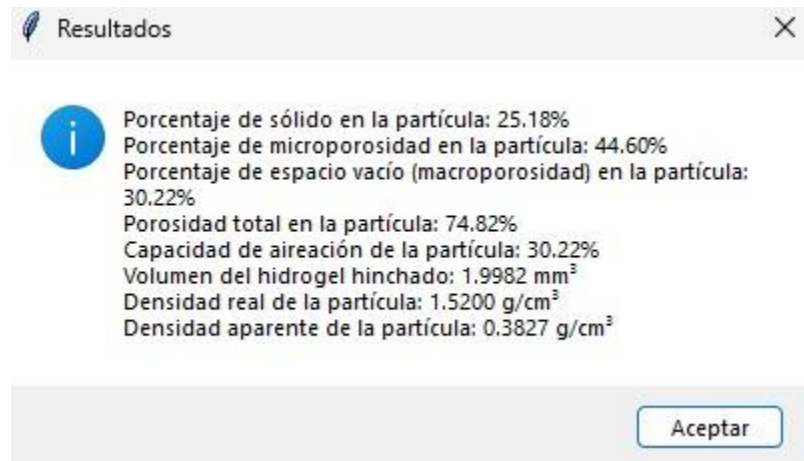 Resultados
Porcentaje de sólido en la partícula: 25.18%
Porcentaje de microporosidad en la partícula: 44.60%
Porcentaje de espacio vacío (macroporosidad) en la partícula:
30.22%
Porosidad total en la partícula: 74.82%
Capacidad de aireación de la partícula: 30.22%
Volumen del hidrogel hinchado: 1.9982 mm³
Densidad real de la partícula: 1.5200 g/cm³
Densidad aparente de la partícula: 0.3827 g/cm³
Aceptar